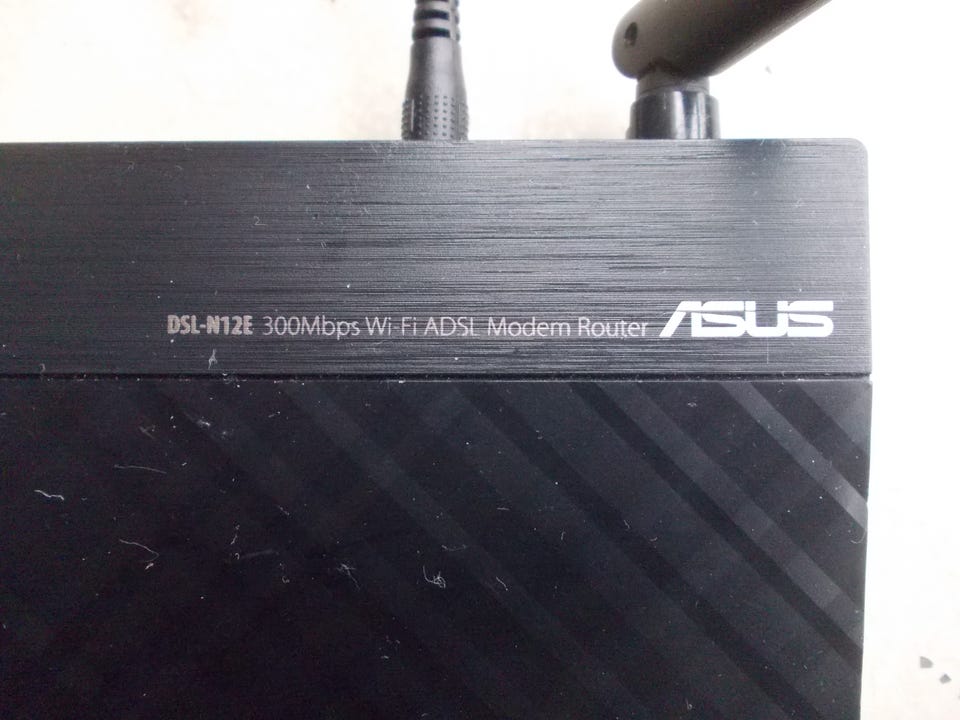 DSL-N12E 300Mbps Wi-Fi ADSL Modem Router ASUS